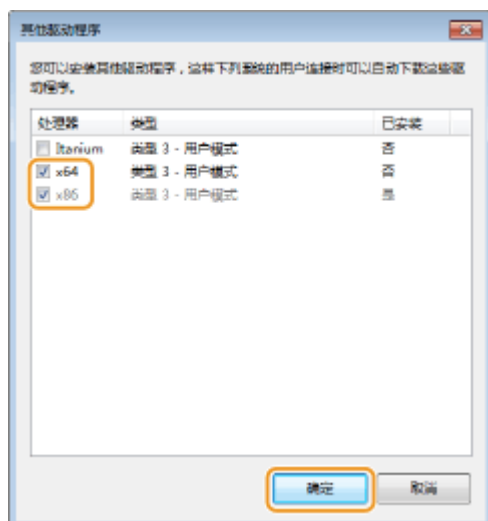 其他驱动程序
您可以安装其他驱动程序，这样下列系统的用户连接时可以自动下载这些驱
动程序。
处理器 类型 已安装
Itanium 类型 3 - 用户模式 否
x64 类型 3 - 用户模式 否
x86 类型 3 - 用户模式 是
确定 取消